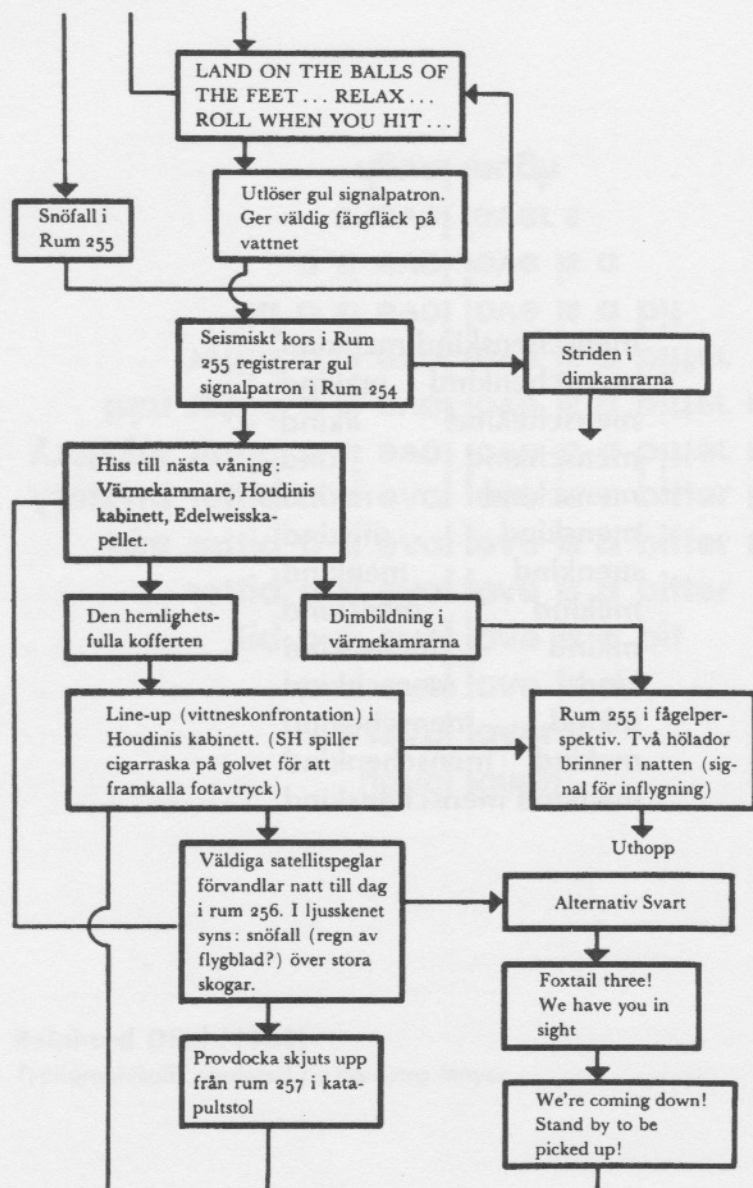 LAND ON THE BALLS OF
THE FEET ... RELAX ...
ROLL WHEN YOU HIT ...
Snöfall i
Rum 255
Utlöser gul signalpatron.
Ger väldig färgfläck på
vattnet
Seismiskt kors i Rum
255 registrerar gul
signalpatron i Rum 254
Striden i
dimkamrarna
Hiss till nästa våning:
Värmekammare, Houdinis
kabinett, Edelweisska-
pellet.
Den hemlighets-
fulla kofferten
Dimbildning i
värmekamrarna
Line-up (vittneskonfrontation) i
Houdinis kabinett. (SH spiller
cigarraska på golvet för att
framkalla fotavtryck)
Rum 255 i fågelper-
spektiv. Två hölador
brinner i natten (sig-
nal för inflygning)
Uthopp
Väldiga satellitspeglar
förvandlar natt till dag
i rum 256. I ljusskenet
syns: snöfall (regn av
flygblad?) över stora
skogar.
Alternativ Svart
Foxtail three!
We have you in
sight
Provdocka skjuts upp
från rum 257 i kata-
pultstol
We're coming down!
Stand by to be
picked up!